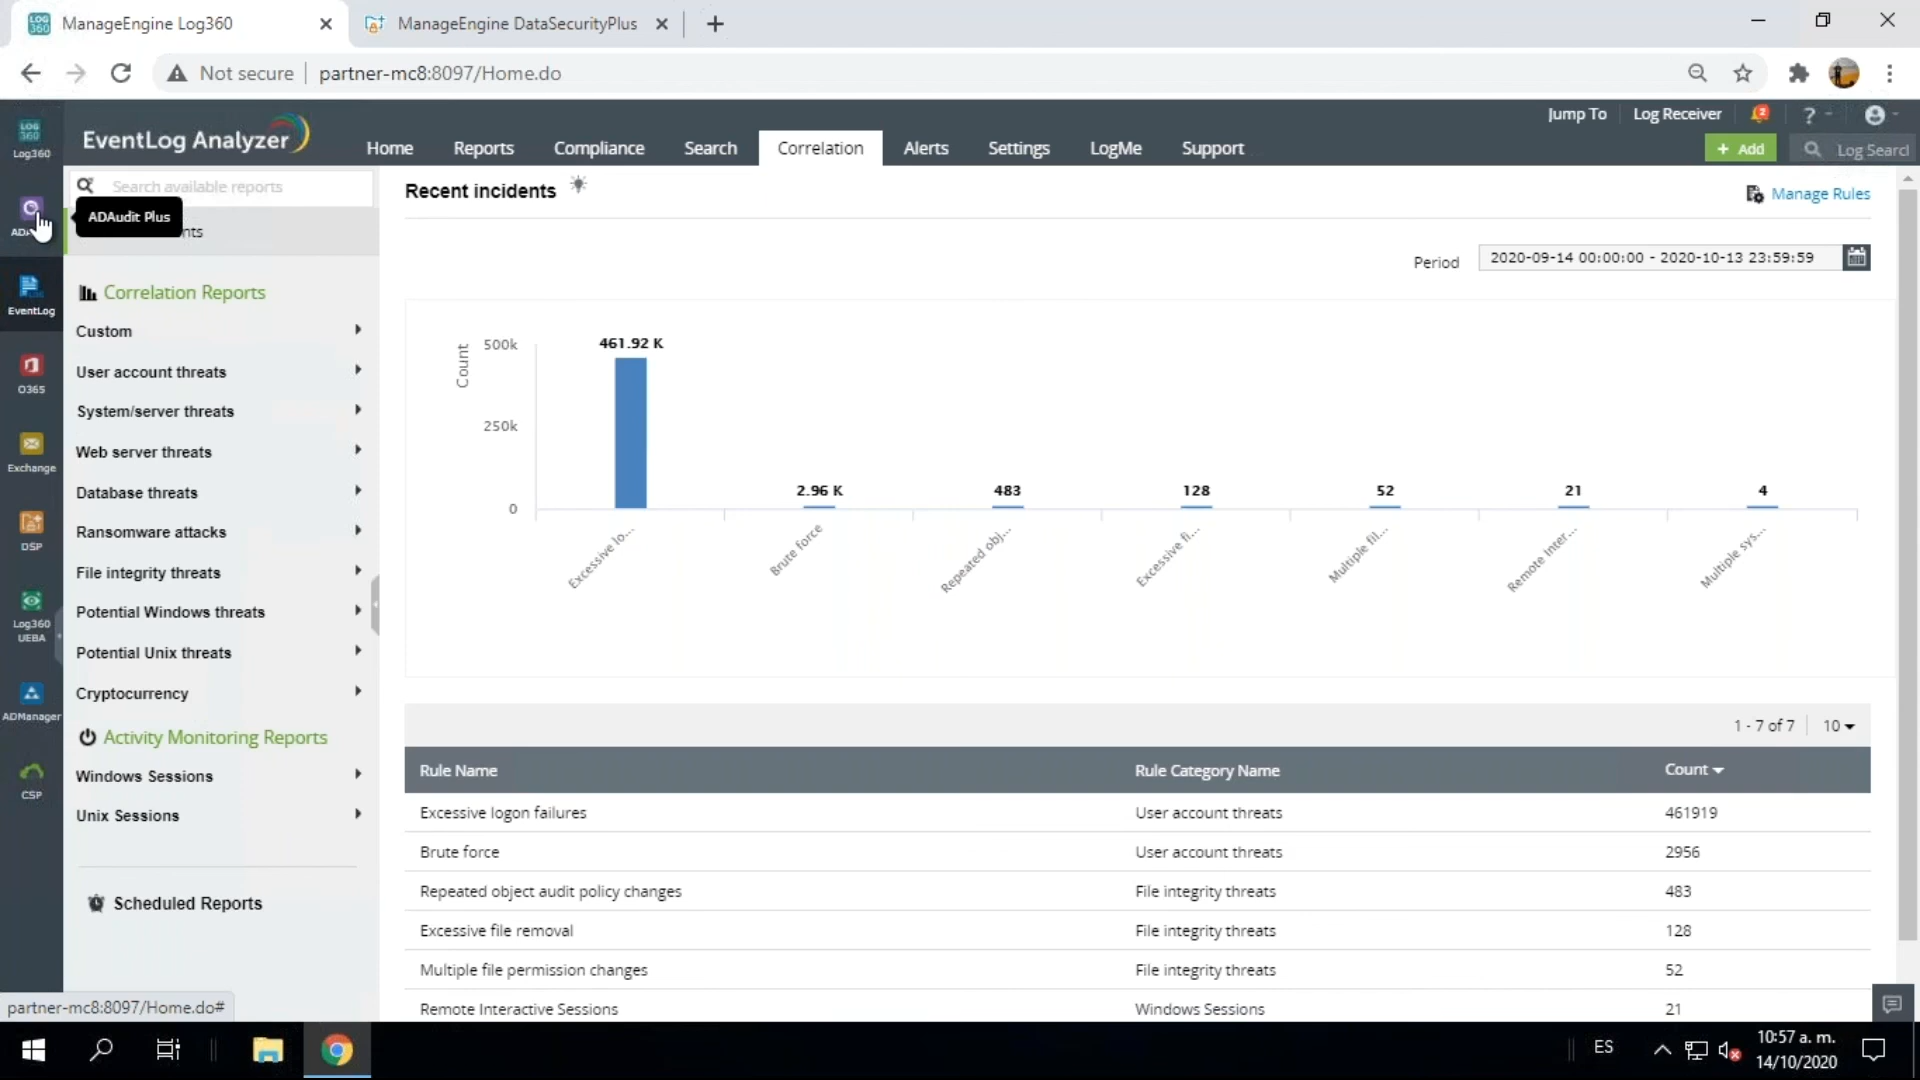 ManageEngine Log360
ManageEngine DataSecurityPlus
Not secure
partner-mc8:8097/Home.do
LOG 360
Log360
EventLog Analyzer
Jump To
Log Receiver
2
?
Home
Reports
Compliance
Search
Correlation
Alerts
Settings
LogMe
Support
+ Add
Log Search
Search available reports
ADAudit Plus
nts
EventLog
O365
Exchange
DSP
Log360
UEBA
ADManager
CSP
Correlation Reports
Custom
User account threats
System/server threats
Web server threats
Database threats
Ransomware attacks
File integrity threats
Potential Windows threats
Potential Unix threats
Cryptocurrency
Activity Monitoring Reports
Windows Sessions
Unix Sessions
Scheduled Reports
Recent incidents
Manage Rules
Period
2020-09-14 00:00:00 - 2020-10-13 23:59:59
Count
500k
250k
0
461.92 K
2.96 K
483
128
52
21
4
Excessive lo...
Brute force
Repeated obj...
Excessive fi...
Multiple fil...
Remote Inter...
Multiple sys...
1 - 7 of 7
10
Rule Name
Rule Category Name
Count
Excessive logon failures
User account threats
461919
Brute force
User account threats
2956
Repeated object audit policy changes
File integrity threats
483
Excessive file removal
File integrity threats
128
Multiple file permission changes
File integrity threats
52
Remote Interactive Sessions
Windows Sessions
21
partner-mc8:8097/Home.do#
ES
10:57 a. m.
14/10/2020